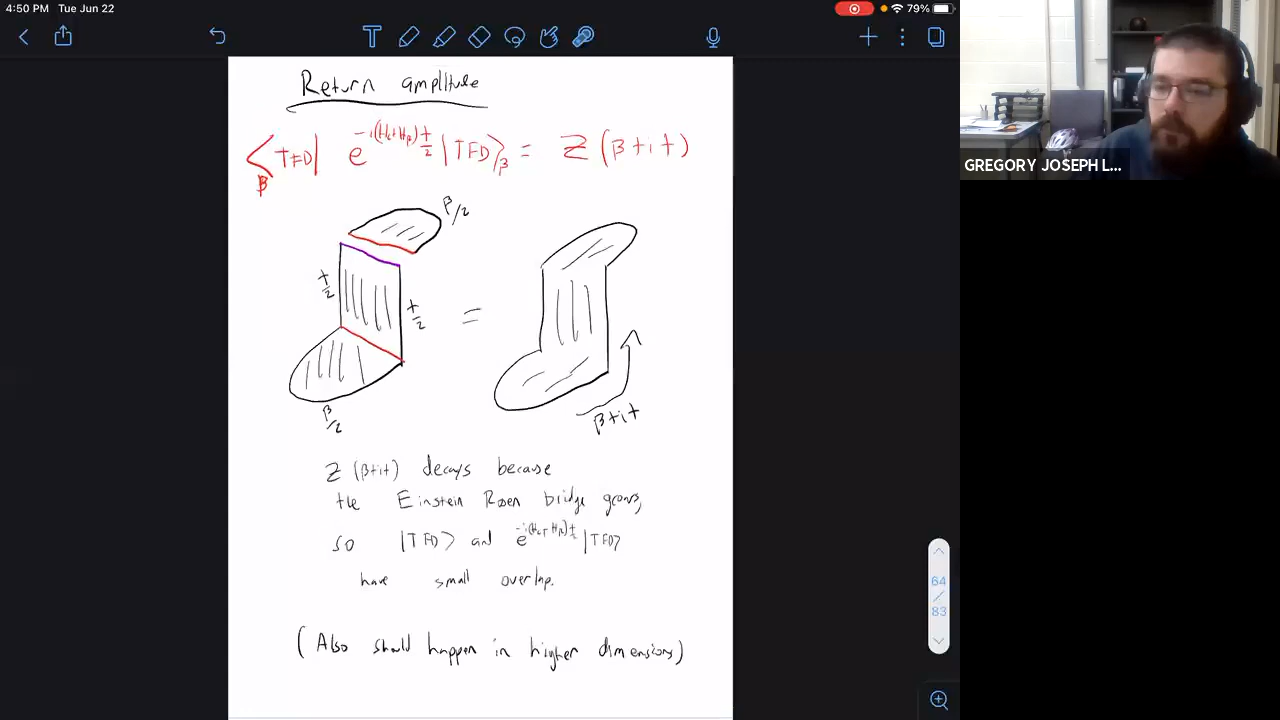 4:50 PM Tue Jun 22
79%
Return amplitude
β⟨TFD| e^{-i(H_L+H_R)t/2} |TFD⟩_β = Z(β+it)
β/2
t/2
t/2
=
β/2
β+it
Z(β+it) decays because
the Einstein Rosen bridge grows,
so |TFD⟩ and e^{-i(H_L+H_R)t/2} |TFD⟩
have small overlap.
(Also should happen in higher dimensions)
64
/
83
GREGORY JOSEPH L...